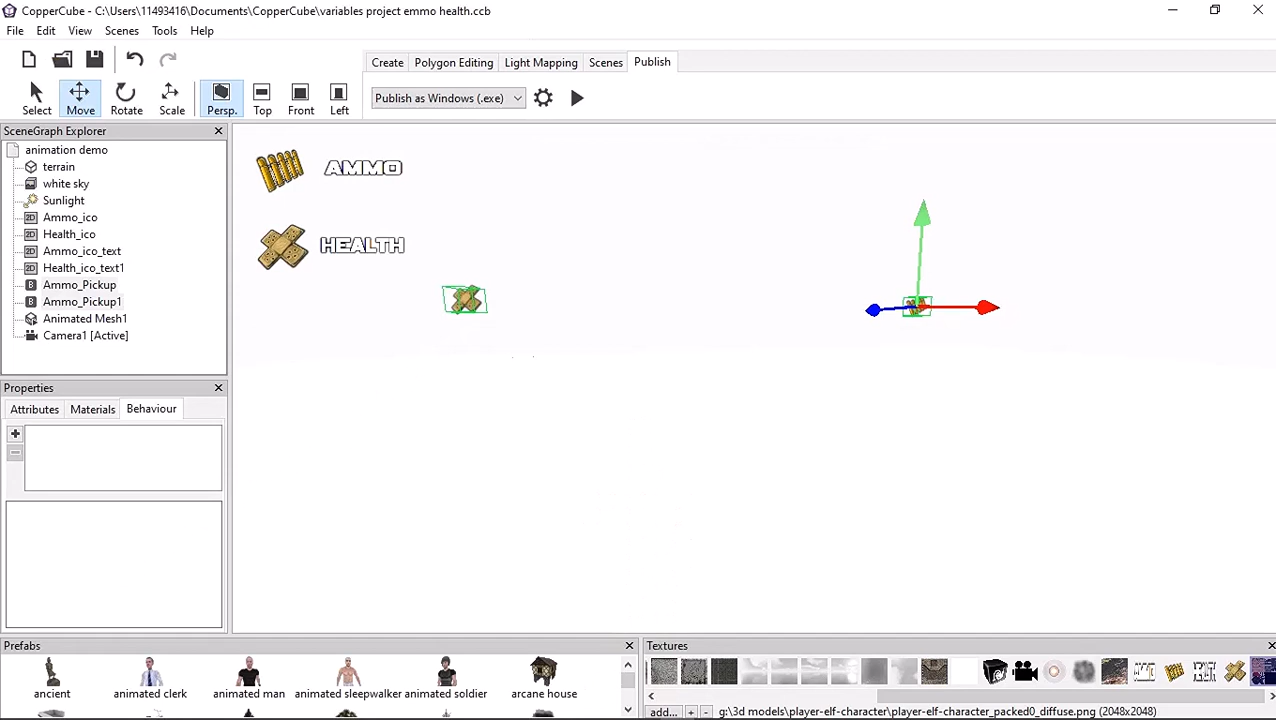 CopperCube - C:\Users\11493416\Documents\CopperCube\variables project emmo health.ccb
File Edit View Scenes Tools Help
Create Polygon Editing Light Mapping Scenes Publish
Select Move Rotate Scale Persp. Top Front Left
Publish as Windows (.exe)
SceneGraph Explorer
animation demo
terrain
white sky
Sunlight
2D Ammo_ico
2D Health_ico
2D Ammo_ico_text
2D Health_ico_text1
B Ammo_Pickup
B Ammo_Pickup1
Animated Mesh1
Camera1 [Active]
AMMO
HEALTH
Properties
Attributes Materials Behaviour
Prefabs
ancient animated clerk animated man animated sleepwalker animated soldier arcane house
Textures
add... + - g:\3d models\player-elf-character\player-elf-character_packed0_diffuse.png (2048x2048)